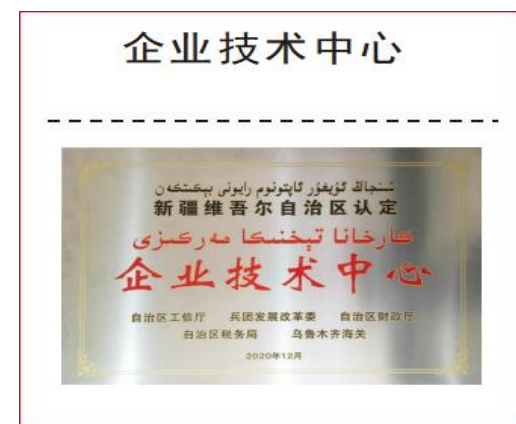 企业技术中心
شىنجاڭ ئۇيغۇر ئاپتونوم رايونى بېكىتكەن
新疆维吾尔自治区认定
كارخانا تېخنىكا مەركىزى
企业技术中心
自治区工信厅 兵团发展改革委 自治区财政厅
自治区税务局 乌鲁木齐海关
2020年12月